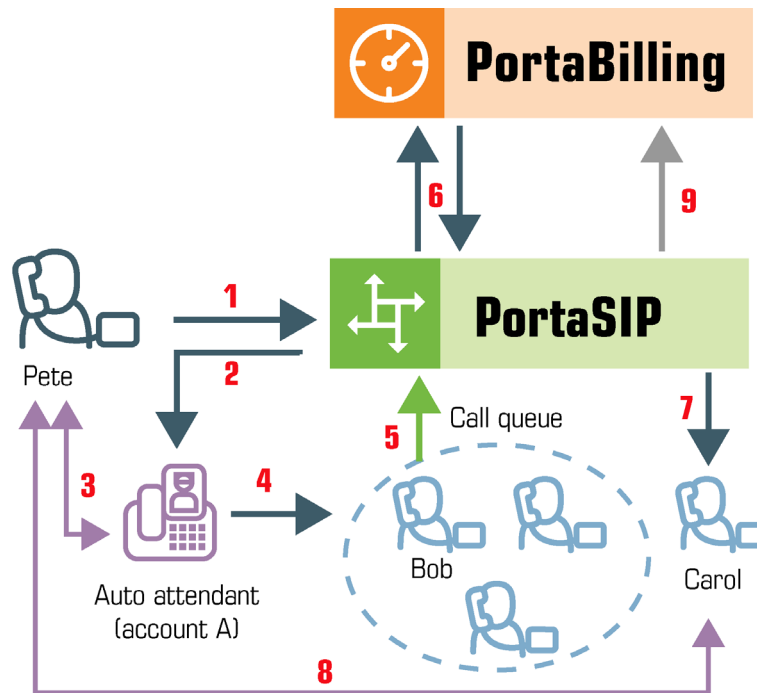 PortaBilling
6
9
1
PortaSIP
2
Pete
7
5
Call queue
3
4
Bob
Carol
Auto attendant
(account A)
8